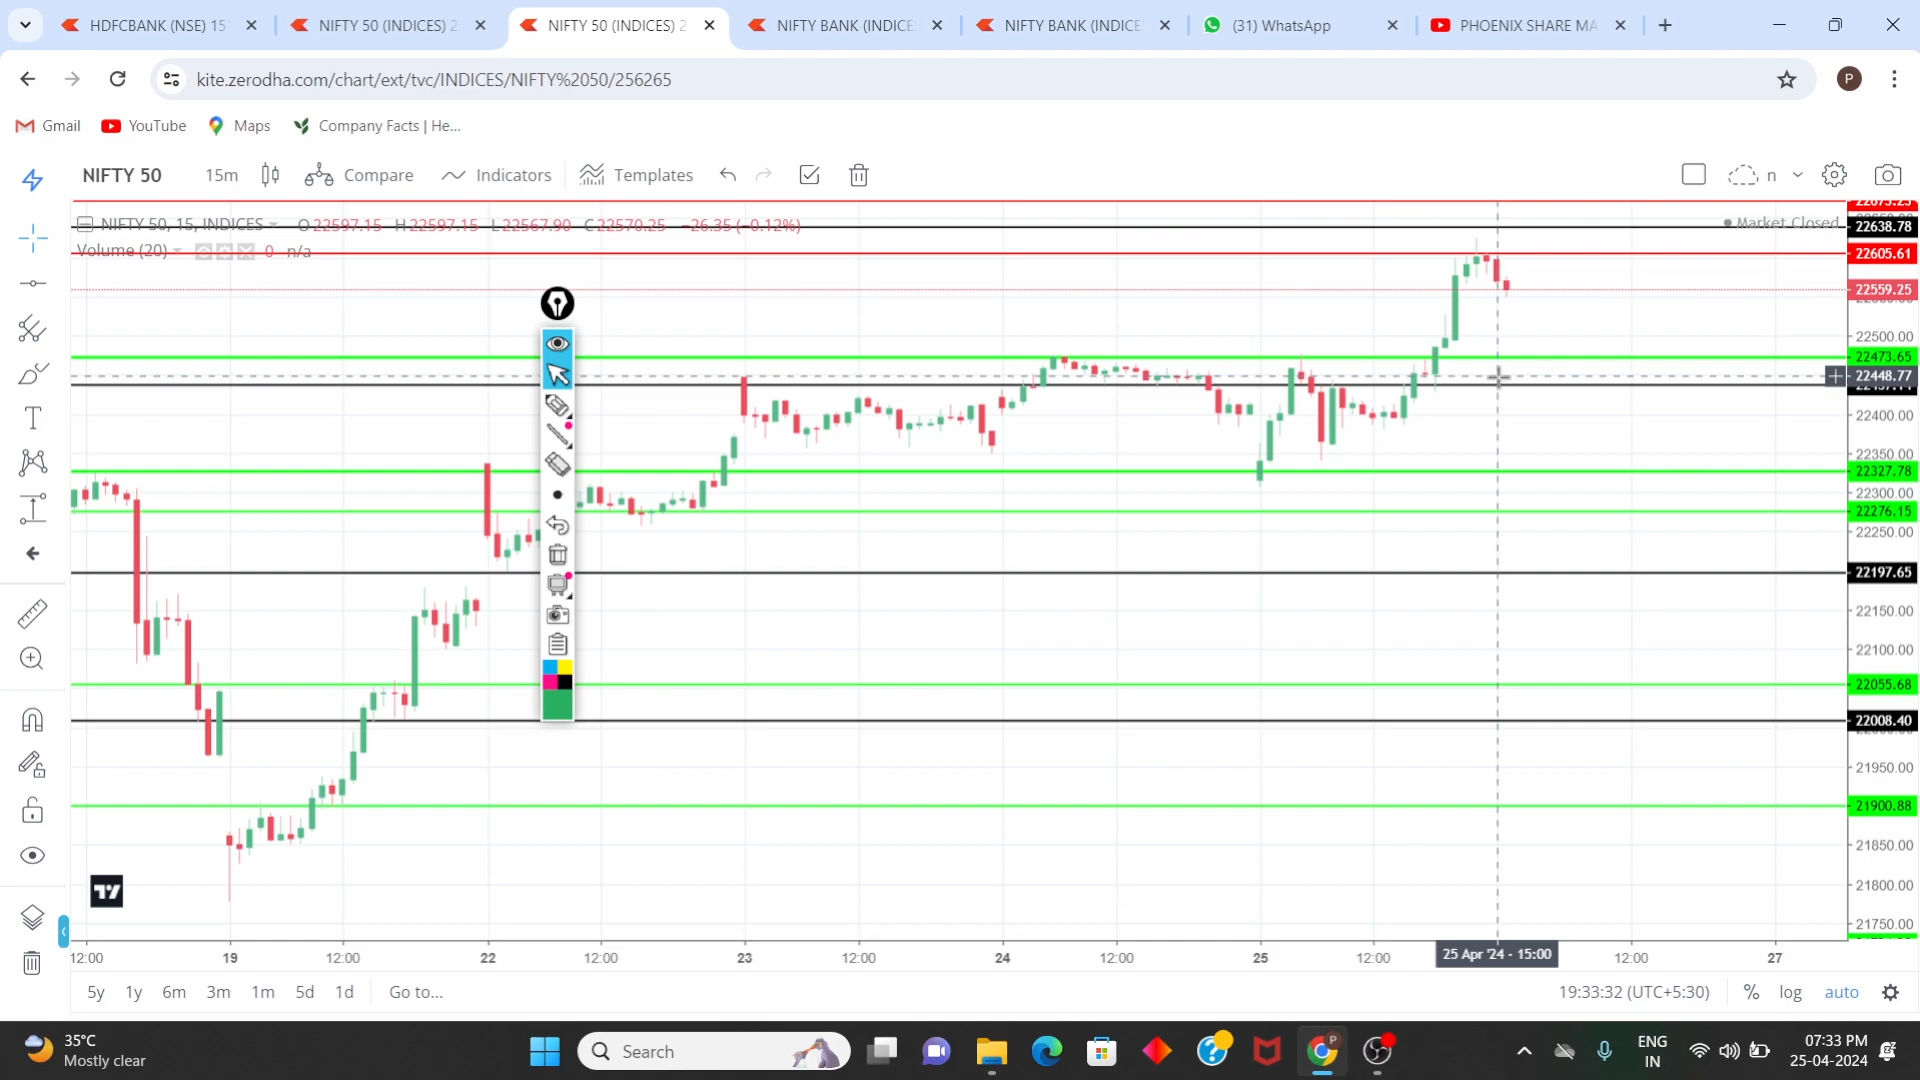 HDFCBANK (NSE) 15
NIFTY 50 (INDICES) 2
NIFTY 50 (INDICES) 2
NIFTY BANK (INDICE
NIFTY BANK (INDICE
(31) WhatsApp
PHOENIX SHARE MA
kite.zerodha.com/chart/ext/tvc/INDICES/NIFTY%2050/256265
P
Gmail
YouTube
Maps
Company Facts | He...
NIFTY 50
15m
Compare
Indicators
Templates
n
NIFTY 50, 15, INDICES
O 22597.15 H 22597.15 L 22567.90 C 22570.25 −26.35 (−0.12%)
Market Closed
Volume (20)
0 n/a
22638.78
22605.61
22559.25
22500.00
22473.65
22448.77
22400.00
22350.00
22327.78
22300.00
22276.15
22250.00
22197.65
22150.00
22100.00
22055.68
22008.40
21950.00
21900.88
21850.00
21800.00
21750.00
12:00
19
12:00
22
12:00
23
12:00
24
12:00
25
12:00
25 Apr '24 - 15:00
12:00
27
5y 1y 6m 3m 1m 5d 1d
Go to...
19:33:32 (UTC+5:30)
% log auto
35°C
Mostly clear
Search
ENG
IN
07:33 PM
25-04-2024